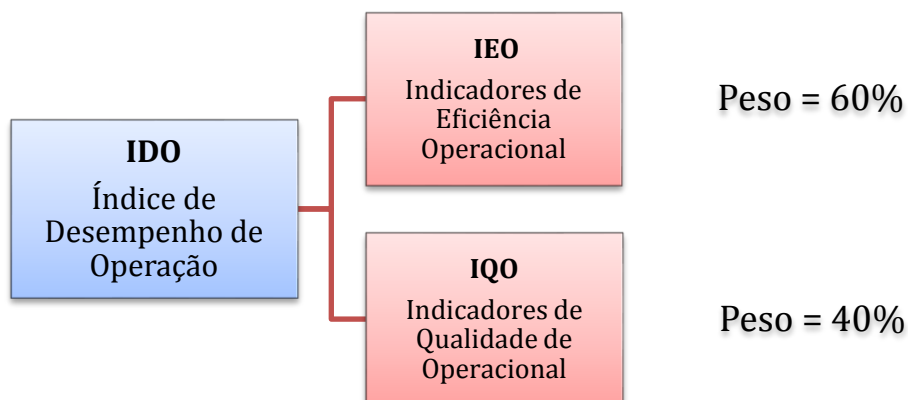 IDO
Índice de
Desempenho de
Operação
IEO
Indicadores de
Eficiência
Operacional
Peso = 60%
IQO
Indicadores de
Qualidade de
Operacional
Peso = 40%